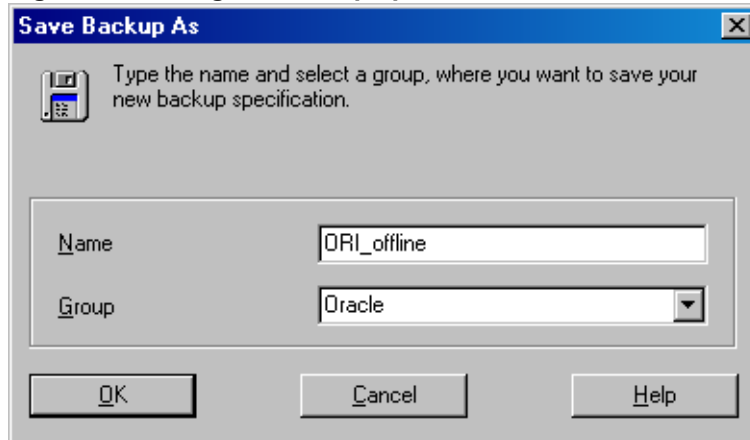 Save Backup As
Type the name and select a group, where you want to save your
new backup specification.
Name
ORI_offline
Group
Oracle
OK
Cancel
Help